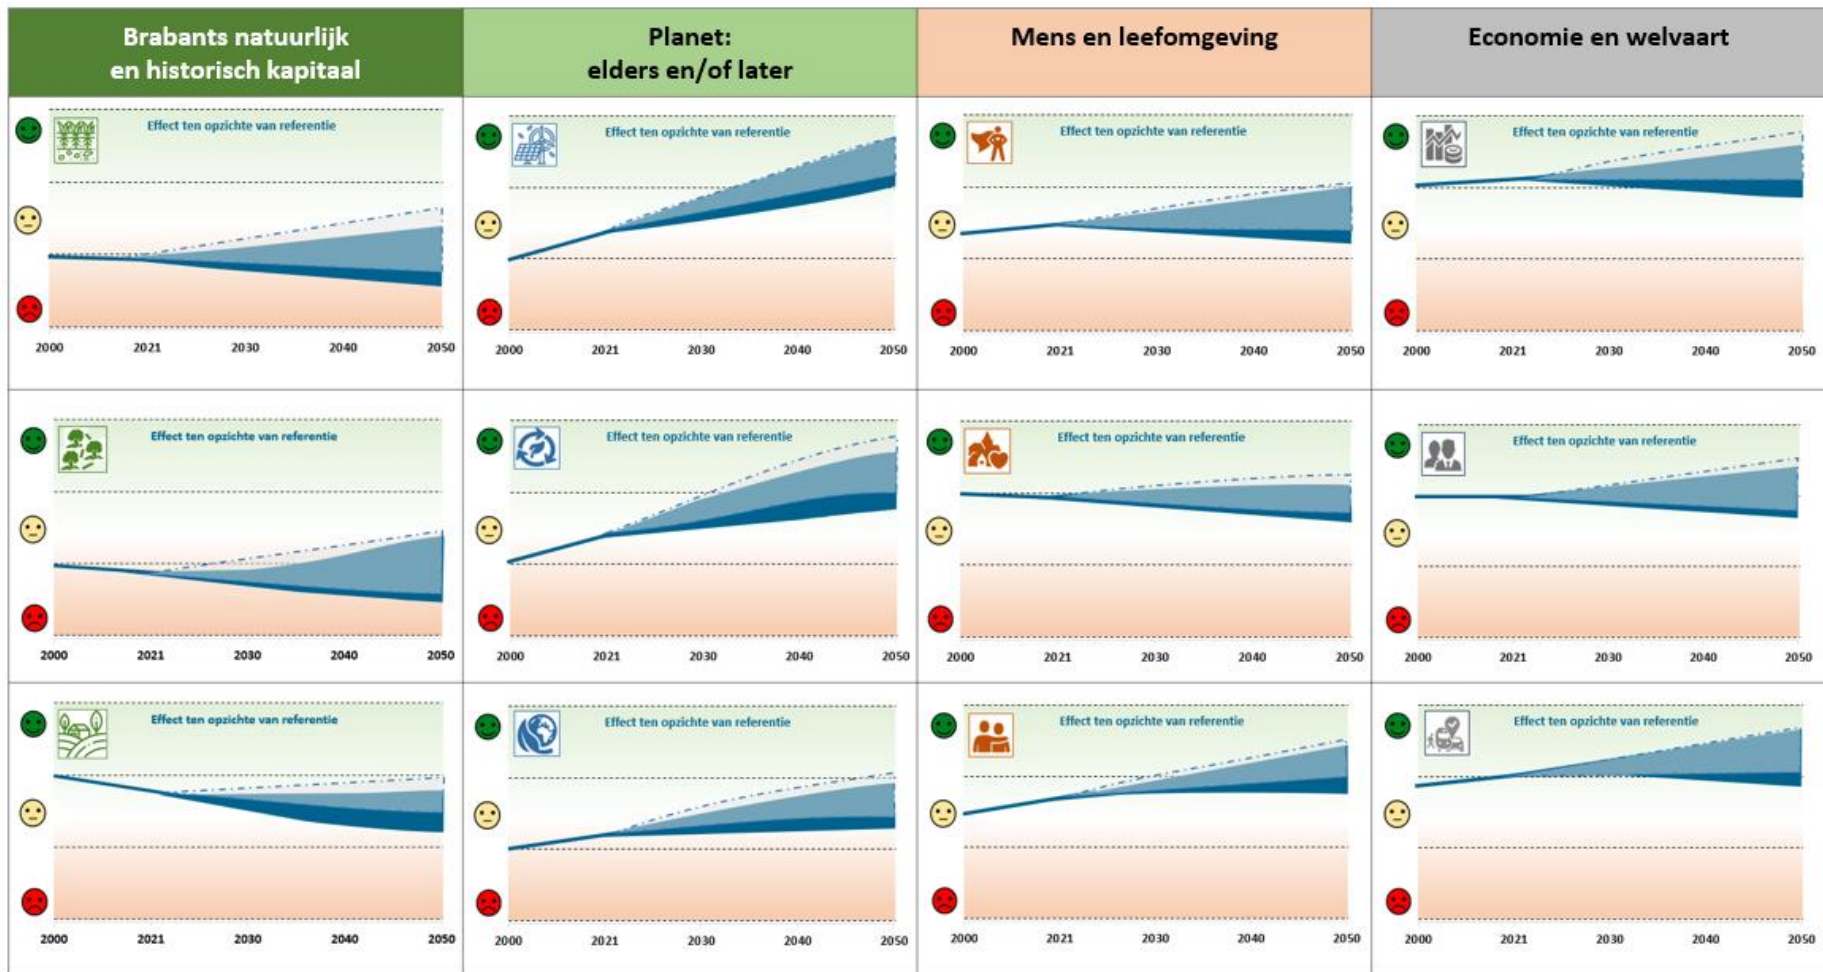 Brabants natuurlijk
en historisch kapitaal
Planet:
elders en/of later
Mens en leefomgeving
Economie en welvaart
Effect ten opzichte van referentie
2000 2021 2030 2040 2050
Effect ten opzichte van referentie
2000 2021 2030 2040 2050
Effect ten opzichte van referentie
2000 2021 2030 2040 2050
Effect ten opzichte van referentie
2000 2021 2030 2040 2050
Effect ten opzichte van referentie
2000 2021 2030 2040 2050
Effect ten opzichte van referentie
2000 2021 2030 2040 2050
Effect ten opzichte van referentie
2000 2021 2030 2040 2050
Effect ten opzichte van referentie
2000 2021 2030 2040 2050
Effect ten opzichte van referentie
2000 2021 2030 2040 2050
Effect ten opzichte van referentie
2000 2021 2030 2040 2050
Effect ten opzichte van referentie
2000 2021 2030 2040 2050
Effect ten opzichte van referentie
2000 2021 2030 2040 2050